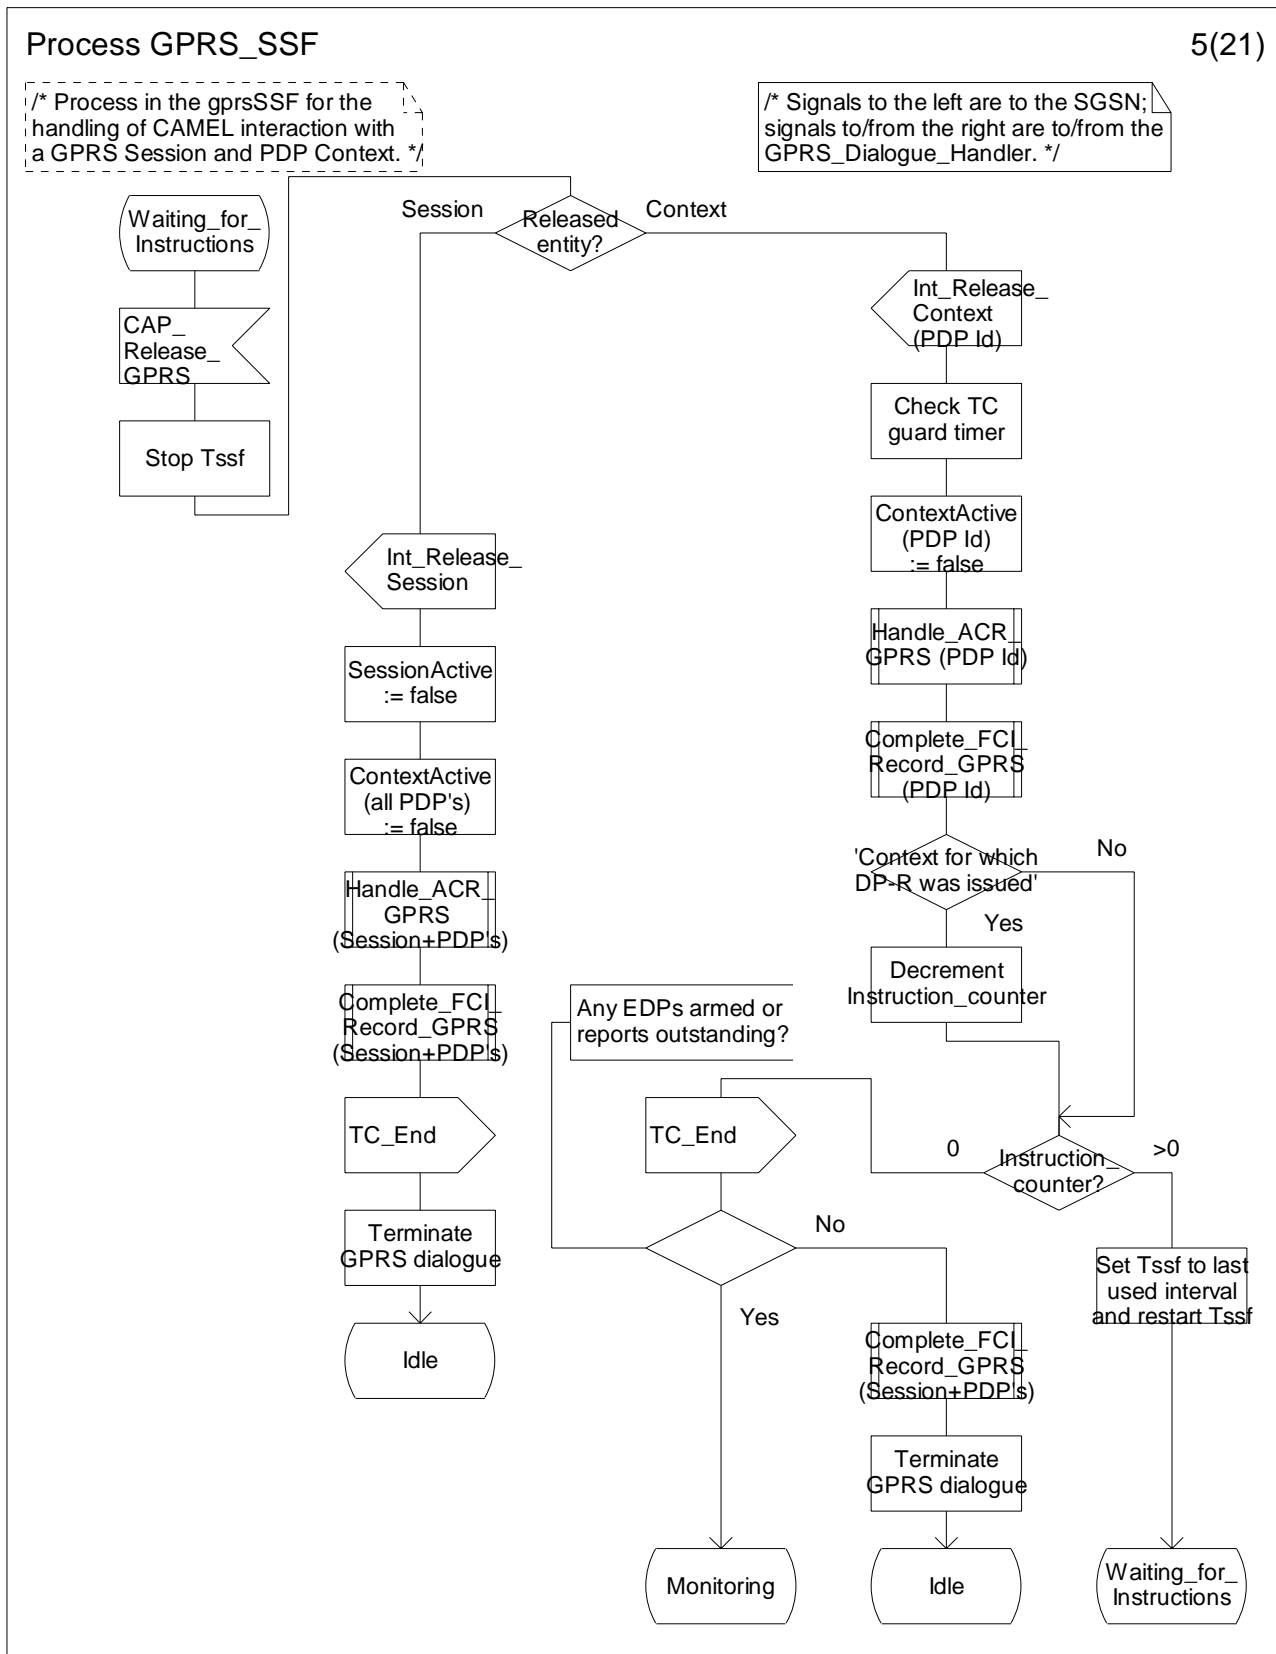 Process GPRS_SSF
5(21)
/* Process in the gprsSSF for the
handling of CAMEL interaction with
a GPRS Session and PDP Context. */
/* Signals to the left are to the SGSN;
signals to/from the right are to/from the
GPRS_Dialogue_Handler. */
Waiting_for_
Instructions
CAP_
Release_
GPRS
Stop Tssf
Session
Released
entity?
Context
Int_Release_
Session
SessionActive
:= false
ContextActive
(all PDP's)
:= false
Handle_ACR_
GPRS
(Session+PDP's)
Complete_FCI_
Record_GPRS
(Session+PDP's)
TC_End
Terminate
GPRS dialogue
Idle
Int_Release_
Context
(PDP Id)
Check TC
guard timer
ContextActive
(PDP Id)
:= false
Handle_ACR_
GPRS (PDP Id)
Complete_FCI_
Record_GPRS
(PDP Id)
'Context for which
DP-R was issued'
No
Yes
Decrement
Instruction_counter
Any EDPs armed or
reports outstanding?
TC_End
0
Instruction_
counter?
>0
No
Yes
Set Tssf to last
used interval
and restart Tssf
Complete_FCI_
Record_GPRS
(Session+PDP's)
Terminate
GPRS dialogue
Monitoring
Idle
Waiting_for_
Instructions